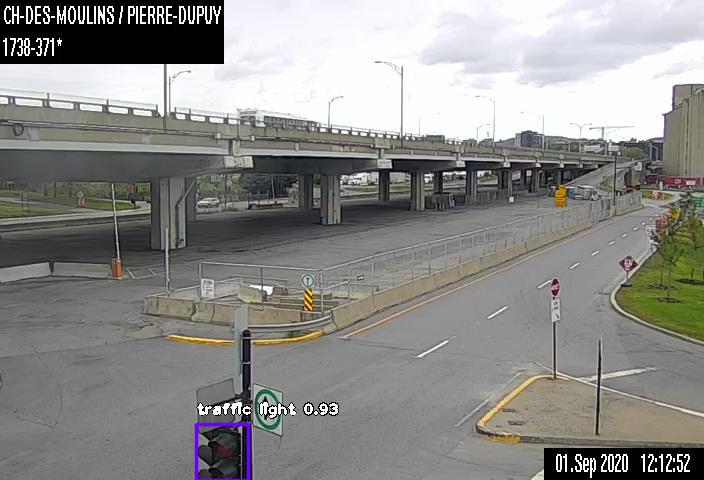 CH-DES-MOULINS / PIERRE-DUPUY
1738-371*
traffic light 0.93
01.Sep 2020 12:12:52